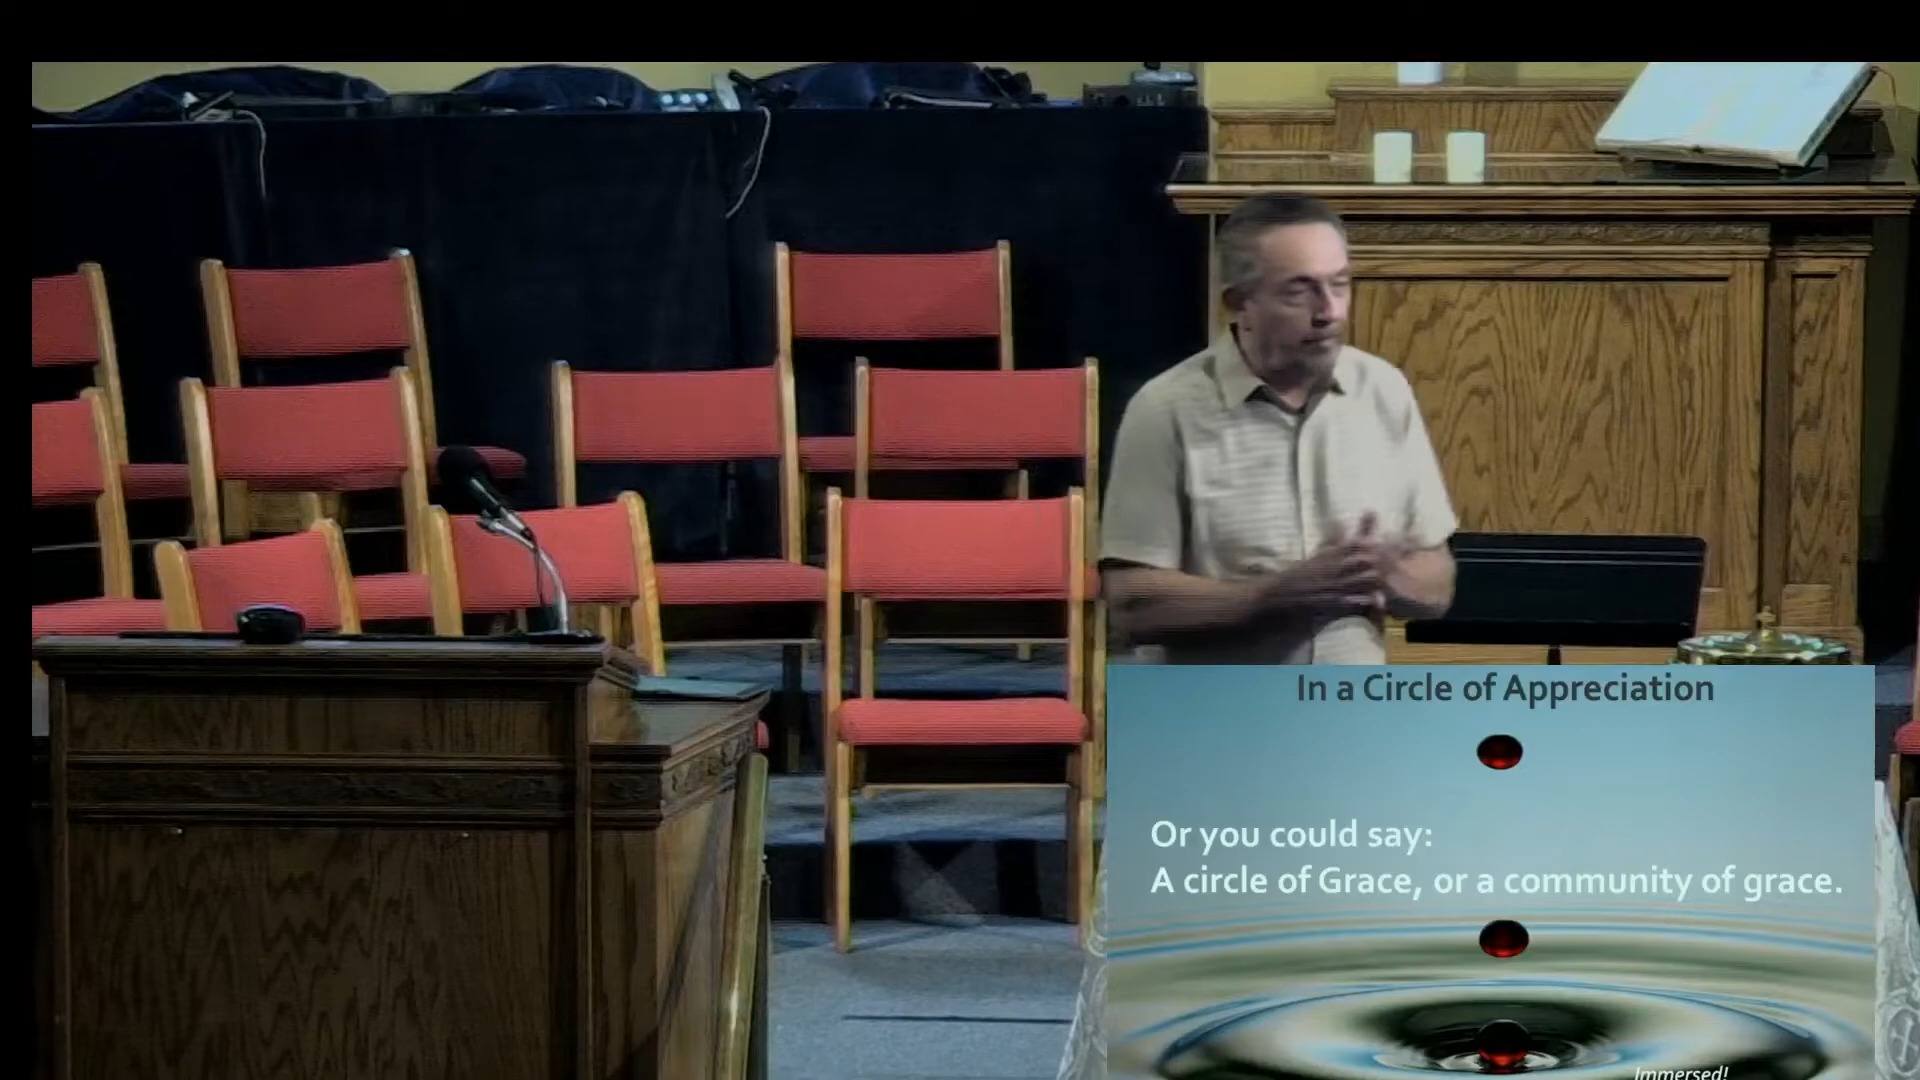 In a Circle of Appreciation
Or you could say:
A circle of Grace, or a community of grace.
Immersed!